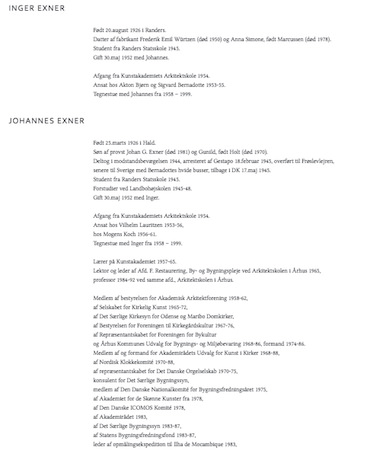 INGER EXNER
Født 20.august 1926 i Randers.
Datter af fabrikant Frederik Emil Würtzen (død 1950) og Anna Simone, født Marcussen (død 1978).
Student fra Randers Statsskole 1945.
Gift 30.maj 1952 med Johannes.
Afgang fra Kunstakademiets Arkitektskole 1954.
Ansat hos Acton Bjørn og Sigvard Bernadotte 1953-55.
Tegnestue med Johannes fra 1958 – 1999.
JOHANNES EXNER
Født 25.marts 1926 i Hald.
Søn af provst Johan G. Exner (død 1981) og Gunild, født Holt (død 1970).
Deltog i modstandsbevægelsen 1944, arresteret af Gestapo 18.februar 1945, overført til Frøslevlejren,
senere til Sverige med Bernadottes hvide busser, tilbage i DK 17.maj 1945.
Student fra Randers Statsskole 1945.
Forstudier ved Landbohøjskolen 1945-48.
Gift 30.maj 1952 med Inger.
Afgang fra Kunstakademiets Arkitektskole 1954.
Ansat hos Vilhelm Lauritzen 1953-56,
hos Mogens Koch 1956-61.
Tegnestue med Inger fra 1958 – 1999.
Lærer på Kunstakademiet 1957-65.
Lektor og leder af Afd. F. Restaurering, By- og Bygningspleje ved Arkitektskolen i Århus 1965,
professor 1984-92 ved samme afd., Arkitektskolen i Århus.
Medlem af bestyrelsen for Akademisk Arkitektforening 1958-62,
af Selskabet for Kirkelig Kunst 1965-72,
af Det Særlige Kirkesyn for Odense og Maribo Domkirker,
af Bestyrelsen for Foreningen til Kirkegårdskultur 1967-76,
af Repræsentantskabet for Foreningen for Bykultur
og Århus Kommunes Udvalg for Bygnings- og Miljøbevaring 1968-86, formand 1974-86.
Medlem af og formand for Akademirådets Udvalg for Kunst i Kirker 1968-88,
af Nordisk Klokkekomité 1970-88,
af repræsentantskabet for Det Danske Orgelselskab 1970-75,
konsulent for Det Særlige Bygningssyn,
medlem af Den Danske Nationalkomité for Bygningsfredningsåret 1975,
af Akademiet for de Skønne Kunster fra 1978,
af Den Danske ICOMOS Komité 1978,
af Akademirådet 1983,
af Det Særlige Bygningssyn 1983-87,
af Statens Bygningsfredningsfond 1983-87,
leder af opmålingsekspedition til Ilha de Mocambique 1983,